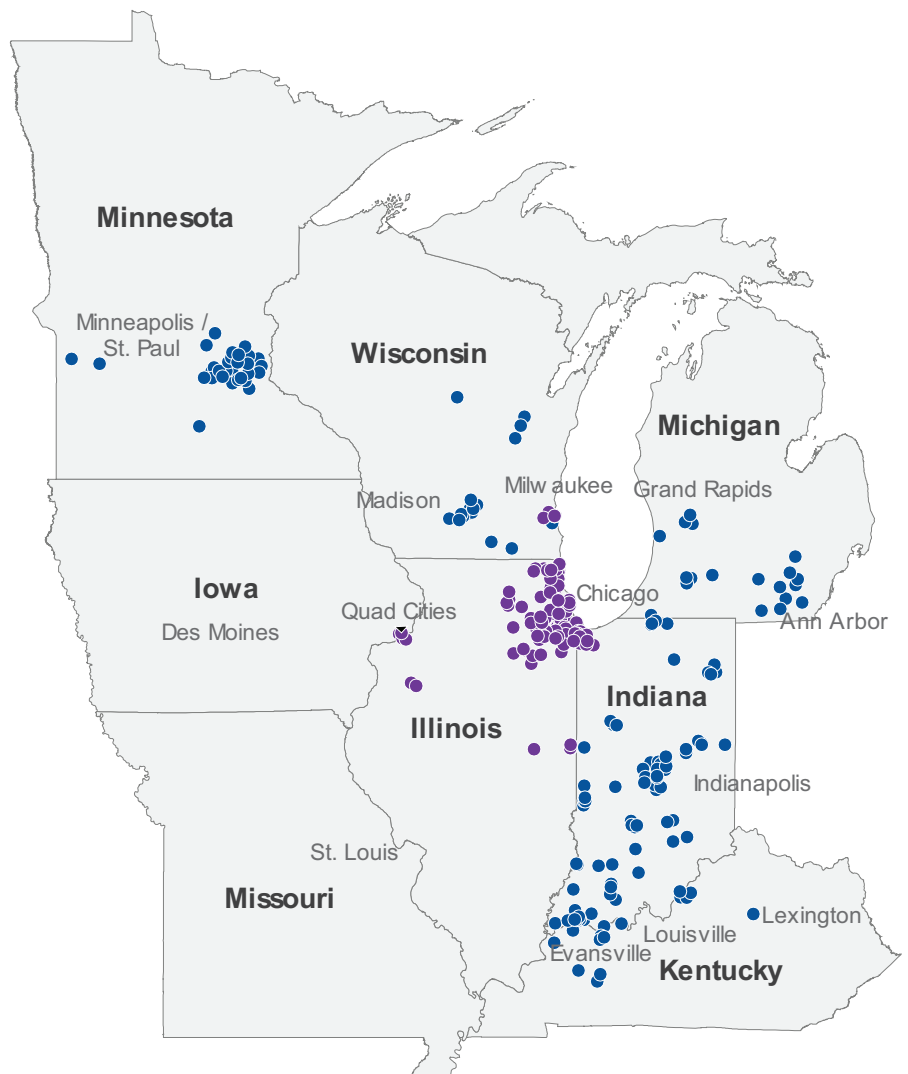 Minnesota
Minneapolis /
St. Paul
Wisconsin
Michigan
Madison
Milwaukee
Grand Rapids
Iowa
Quad Cities
Chicago
Des Moines
Ann Arbor
Indiana
Illinois
Indianapolis
St. Louis
Missouri
Lexington
Louisville
Evansville
Kentucky